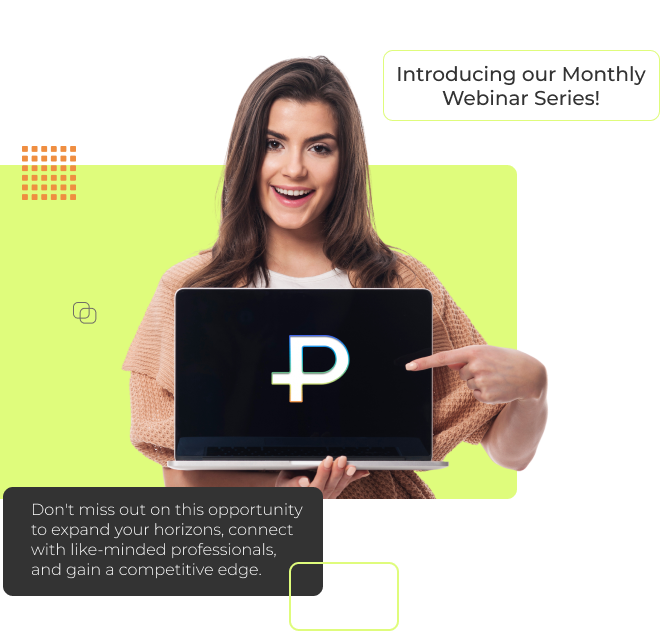 Introducing our Monthly
Webinar Series!
Don't miss out on this opportunity
to expand your horizons, connect
with like-minded professionals,
and gain a competitive edge.